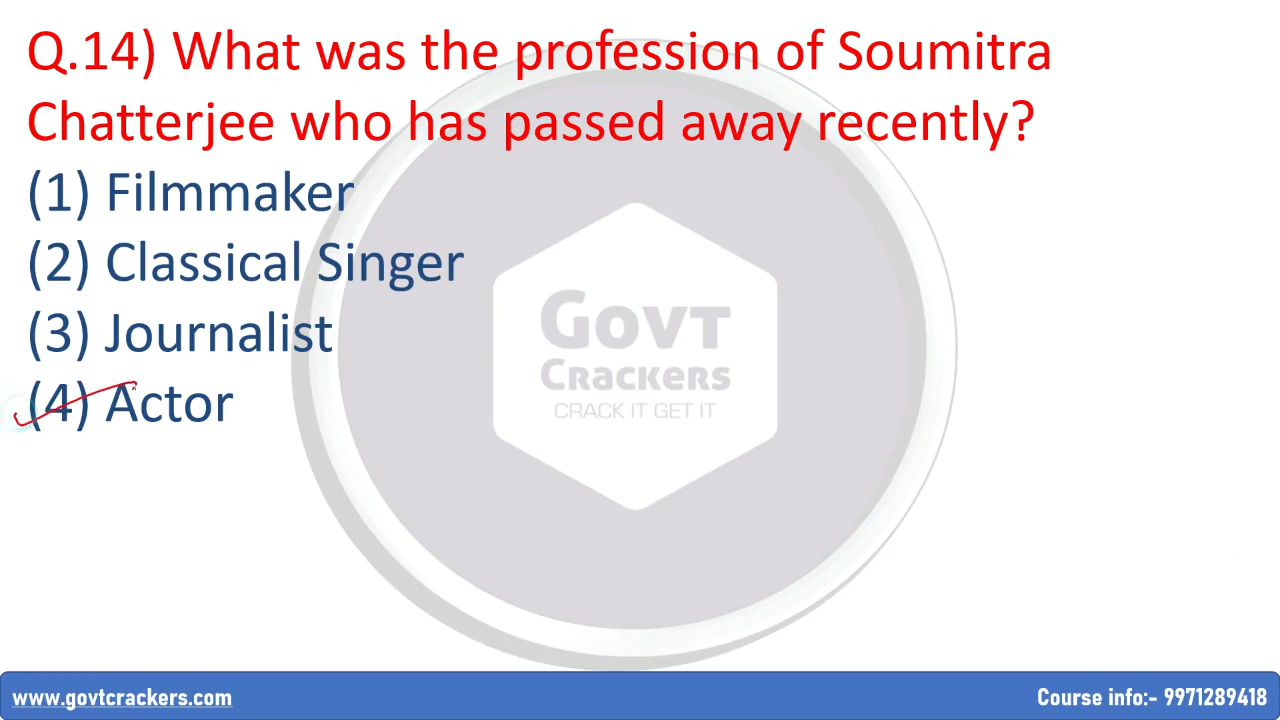 Q.14) What was the profession of Soumitra
Chatterjee who has passed away recently?
(1) Filmmaker
(2) Classical Singer
(3) Journalist
(4) Actor
GOVT
CRACKERS
CRACK IT GET IT
www.govtcrackers.com
Course info:- 9971289418